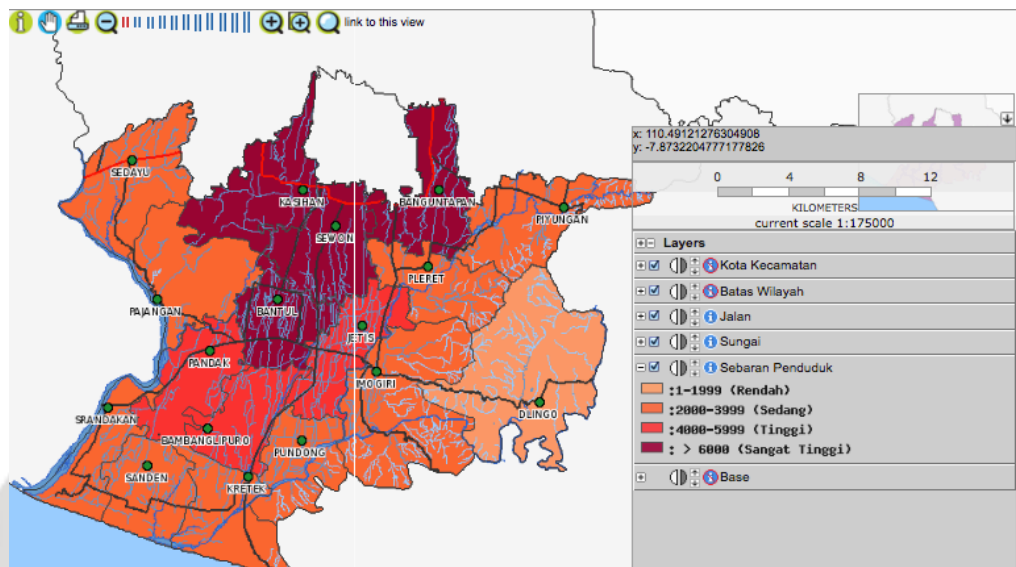 link to this view
x: 110.49121276304908
y: -7.8732204777177826
0 4 8 12
KILOMETERS
current scale 1:175000
Layers
Kota Kecamatan
Batas Wilayah
Jalan
Sungai
Sebaran Penduduk
:1-1999 (Rendah)
:2000-3999 (Sedang)
:4000-5999 (Tinggi)
: > 6000 (Sangat Tinggi)
Base
SEDAYU
KASIHAN
BANGUNTAPAN
PIYUNGAN
SEWON
PLERET
PAJANGAN
BANTUL
JETIS
PANDAK
IMOGIRI
SRANDAKAN
DLINGO
BAMBANGLIPURO
PUNDONG
SANDEN
KRETEK